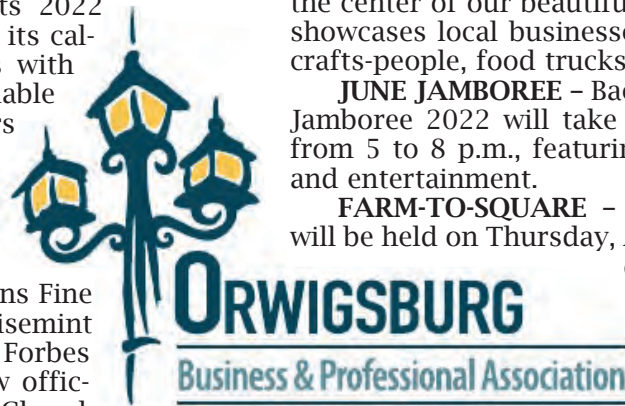 ts 2022
its cal-
s with
able
rs
ns Fine
isemint
Forbes
w offic-
the center of our beautiful
showcases local businesse
crafts-people, food trucks
JUNE JAMBOREE – Bac
Jamboree 2022 will take
from 5 to 8 p.m., featurin
and entertainment.
FARM-TO-SQUARE –
will be held on Thursday, A
ORWIGSBURG
Business & Professional Association